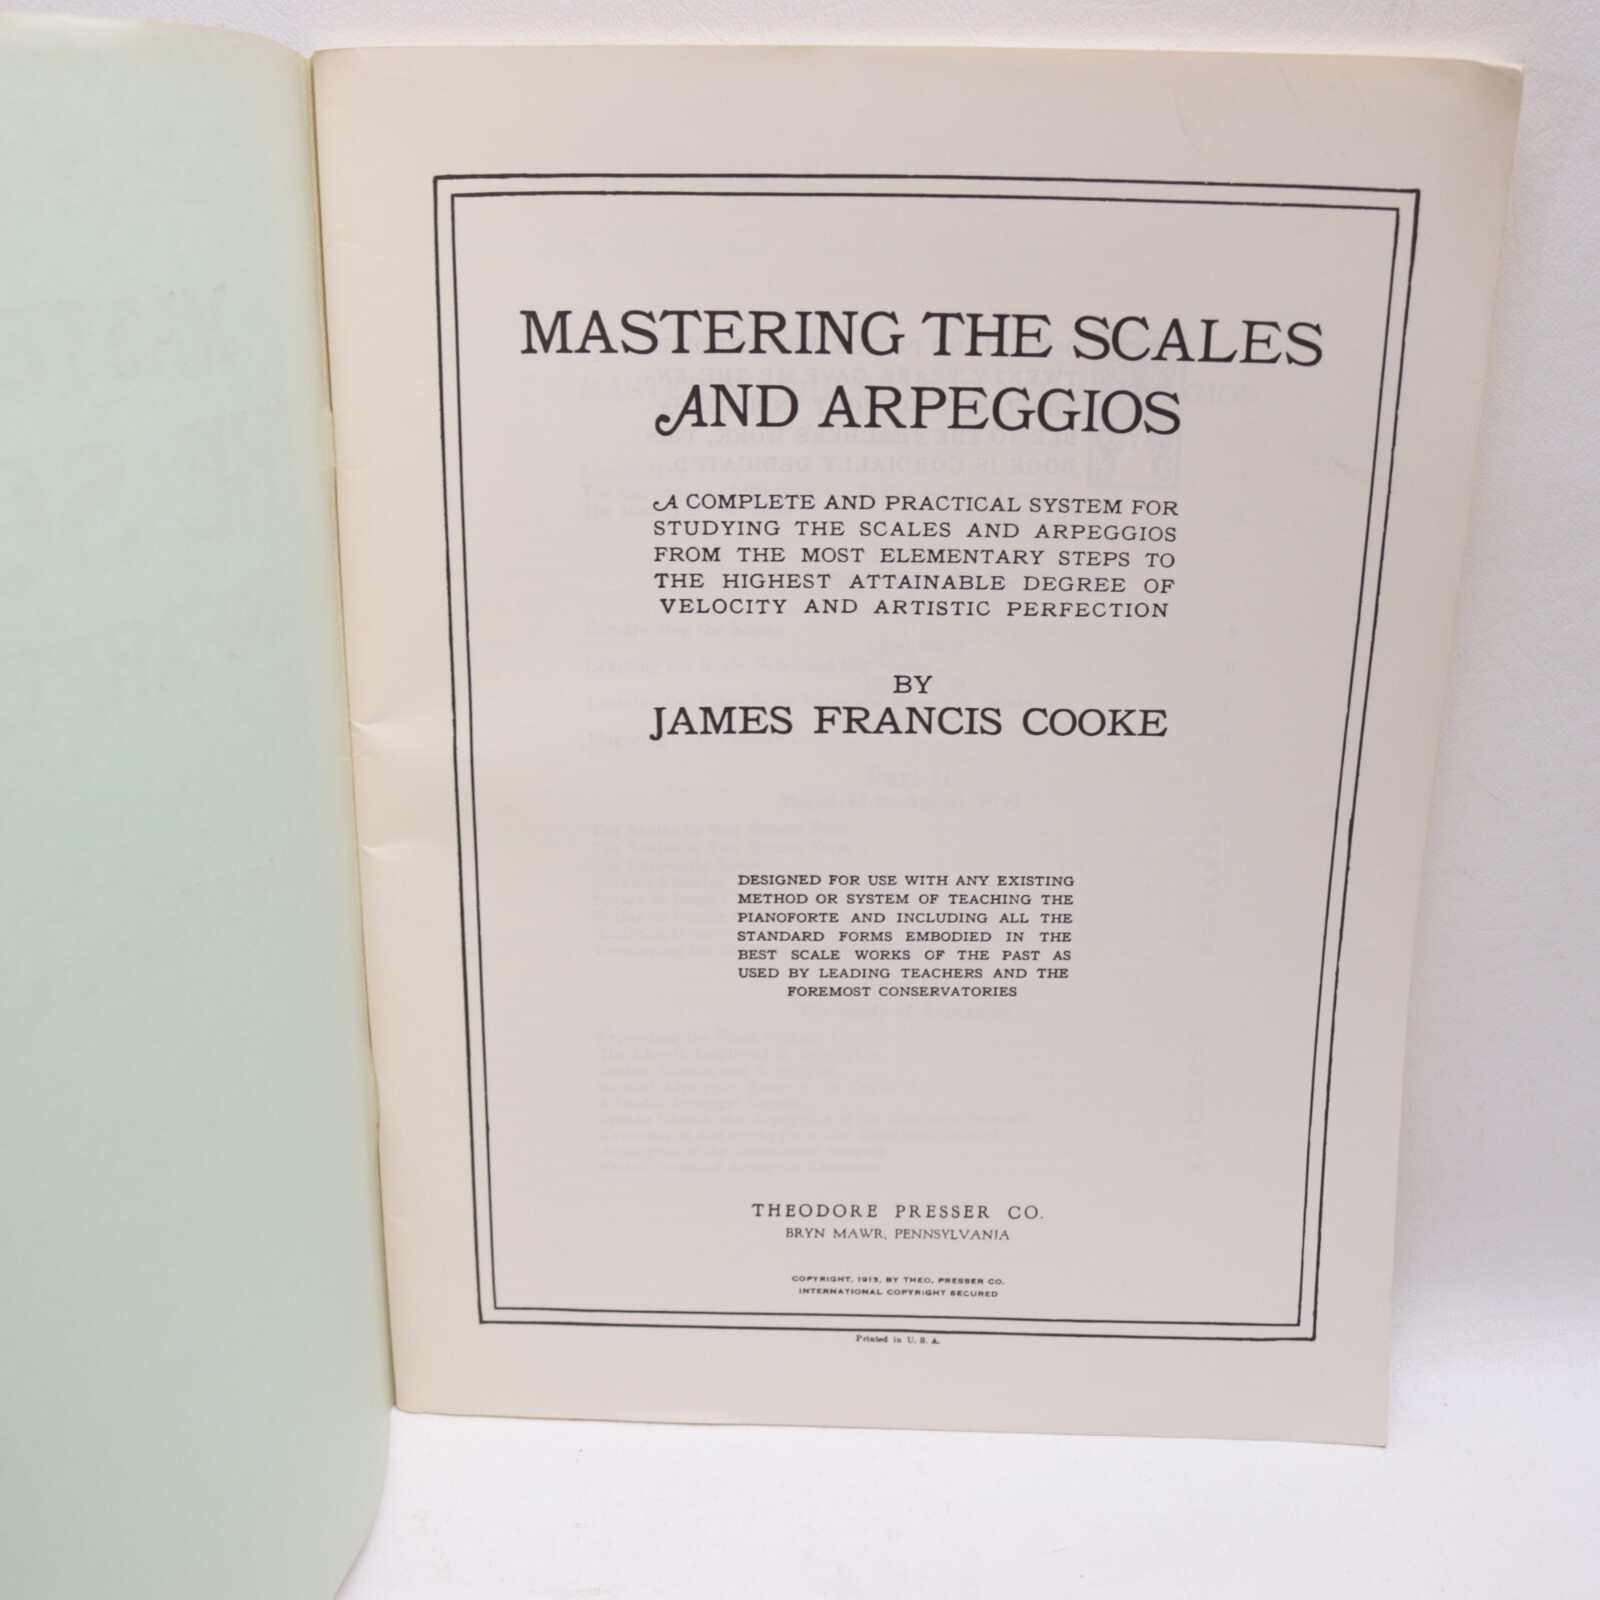 MASTERING THE SCALES
AND ARPEGGIOS
A COMPLETE AND PRACTICAL SYSTEM FOR
STUDYING THE SCALES AND ARPEGGIOS
FROM THE MOST ELEMENTARY STEPS TO
THE HIGHEST ATTAINABLE DEGREE OF
VELOCITY AND ARTISTIC PERFECTION
BY
JAMES FRANCIS COOKE
DESIGNED FOR USE WITH ANY EXISTING
METHOD OR SYSTEM OF TEACHING THE
PIANOFORTE AND INCLUDING ALL THE
STANDARD FORMS EMBODIED IN THE
BEST SCALE WORKS OF THE PAST AS
USED BY LEADING TEACHERS AND THE
FOREMOST CONSERVATORIES
THEODORE PRESSER CO.
BRYN MAWR, PENNSYLVANIA
COPYRIGHT, 1913, BY THEO. PRESSER CO.
INTERNATIONAL COPYRIGHT SECURED
Printed in U. S. A.